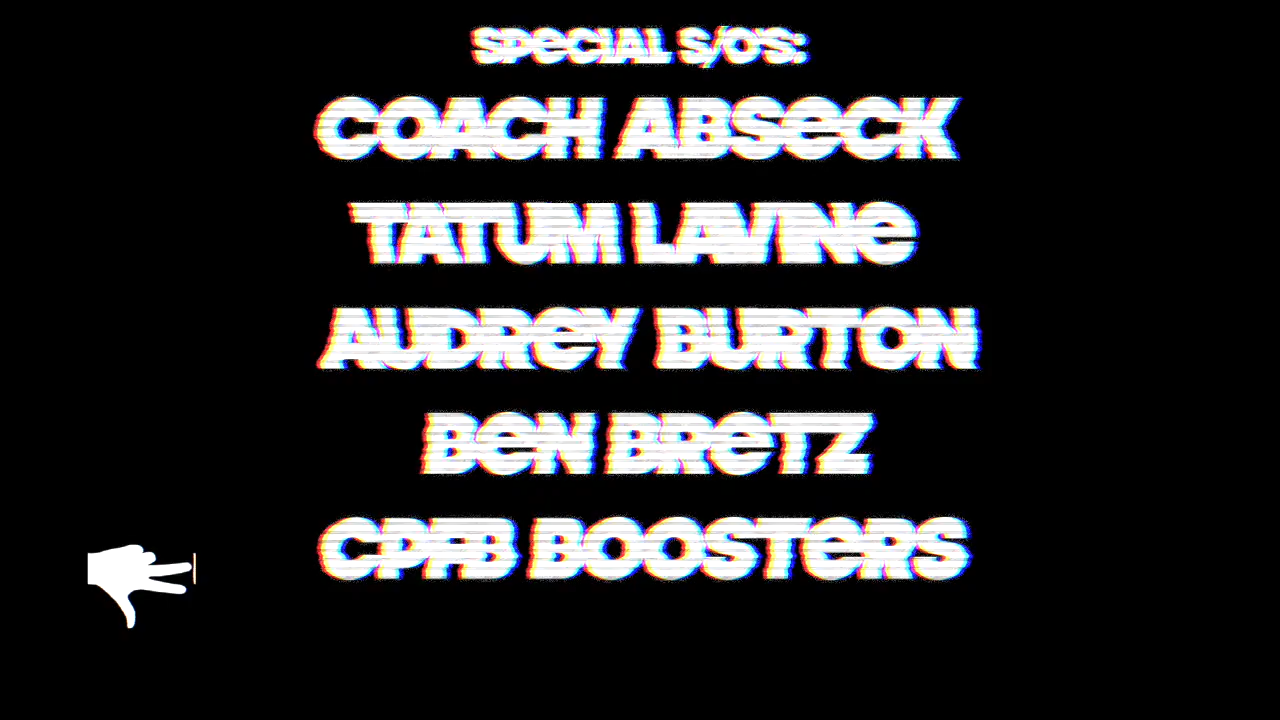 SPeCIAL S/O'S:
COACH ABSeCK
TATUM LAVINe
AUDReY BURTON
BeN BReTZ
CPFB BOOSTeRS